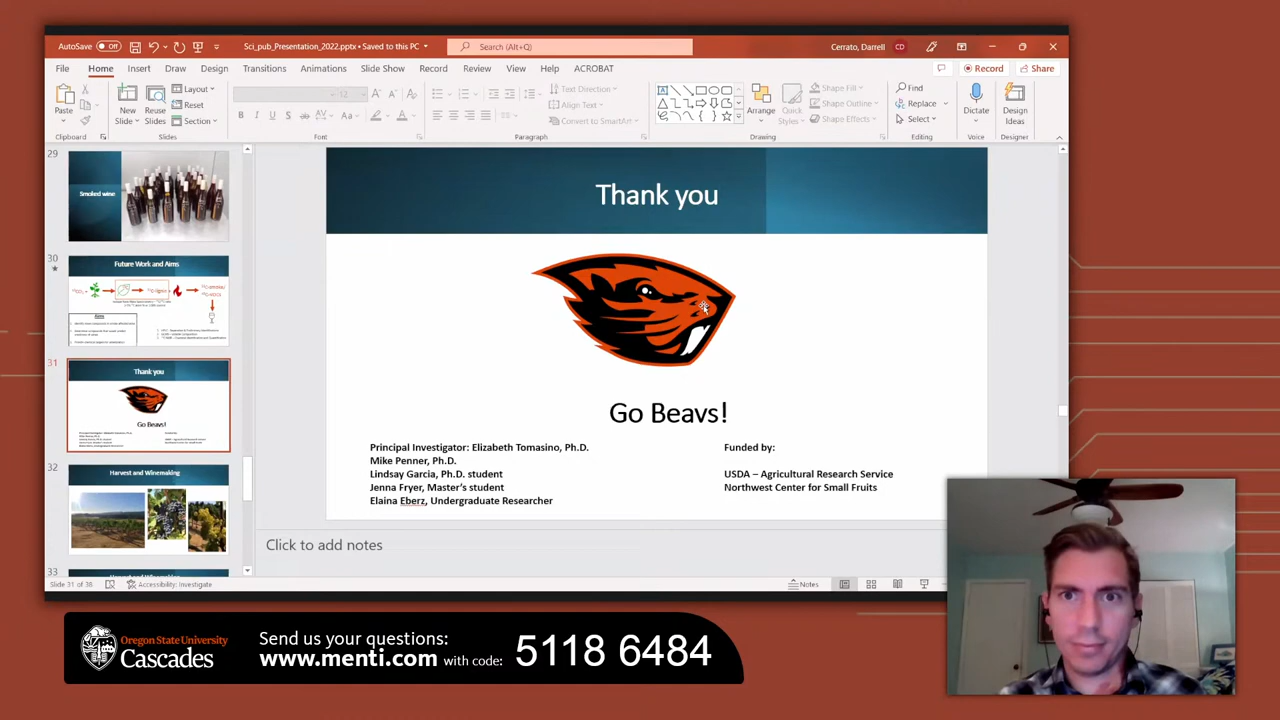 AutoSave Off Sci_pub_Presentation_2022.pptx • Saved to this PC Search (Alt+Q) Cerrato, Darrell CD
File Home Insert Draw Design Transitions Animations Slide Show Record Review View Help ACROBAT Record Share
Paste New Slide Reuse Slides Layout Reset Section 12 B I U S ab AV Aa A Text Direction Align Text Convert to SmartArt Arrange Quick Styles Shape Fill Shape Outline Shape Effects Find Replace Select Dictate Design Ideas
Clipboard Slides Font Paragraph Drawing Editing Voice Designer
29
Smoked wine
30
Future Work and Aims
31
Thank you
Go Beavs!
32
Harvest and Winemaking
33
Harvest and Winemaking
Thank you
Go Beavs!
Principal Investigator: Elizabeth Tomasino, Ph.D.
Mike Penner, Ph.D.
Lindsay Garcia, Ph.D. student
Jenna Fryer, Master's student
Elaina Eberz, Undergraduate Researcher
Funded by:
USDA – Agricultural Research Service
Northwest Center for Small Fruits
Click to add notes
Slide 31 of 38 Accessibility: Investigate Notes
Oregon State University
Cascades
Send us your questions:
www.menti.com with code: 5118 6484